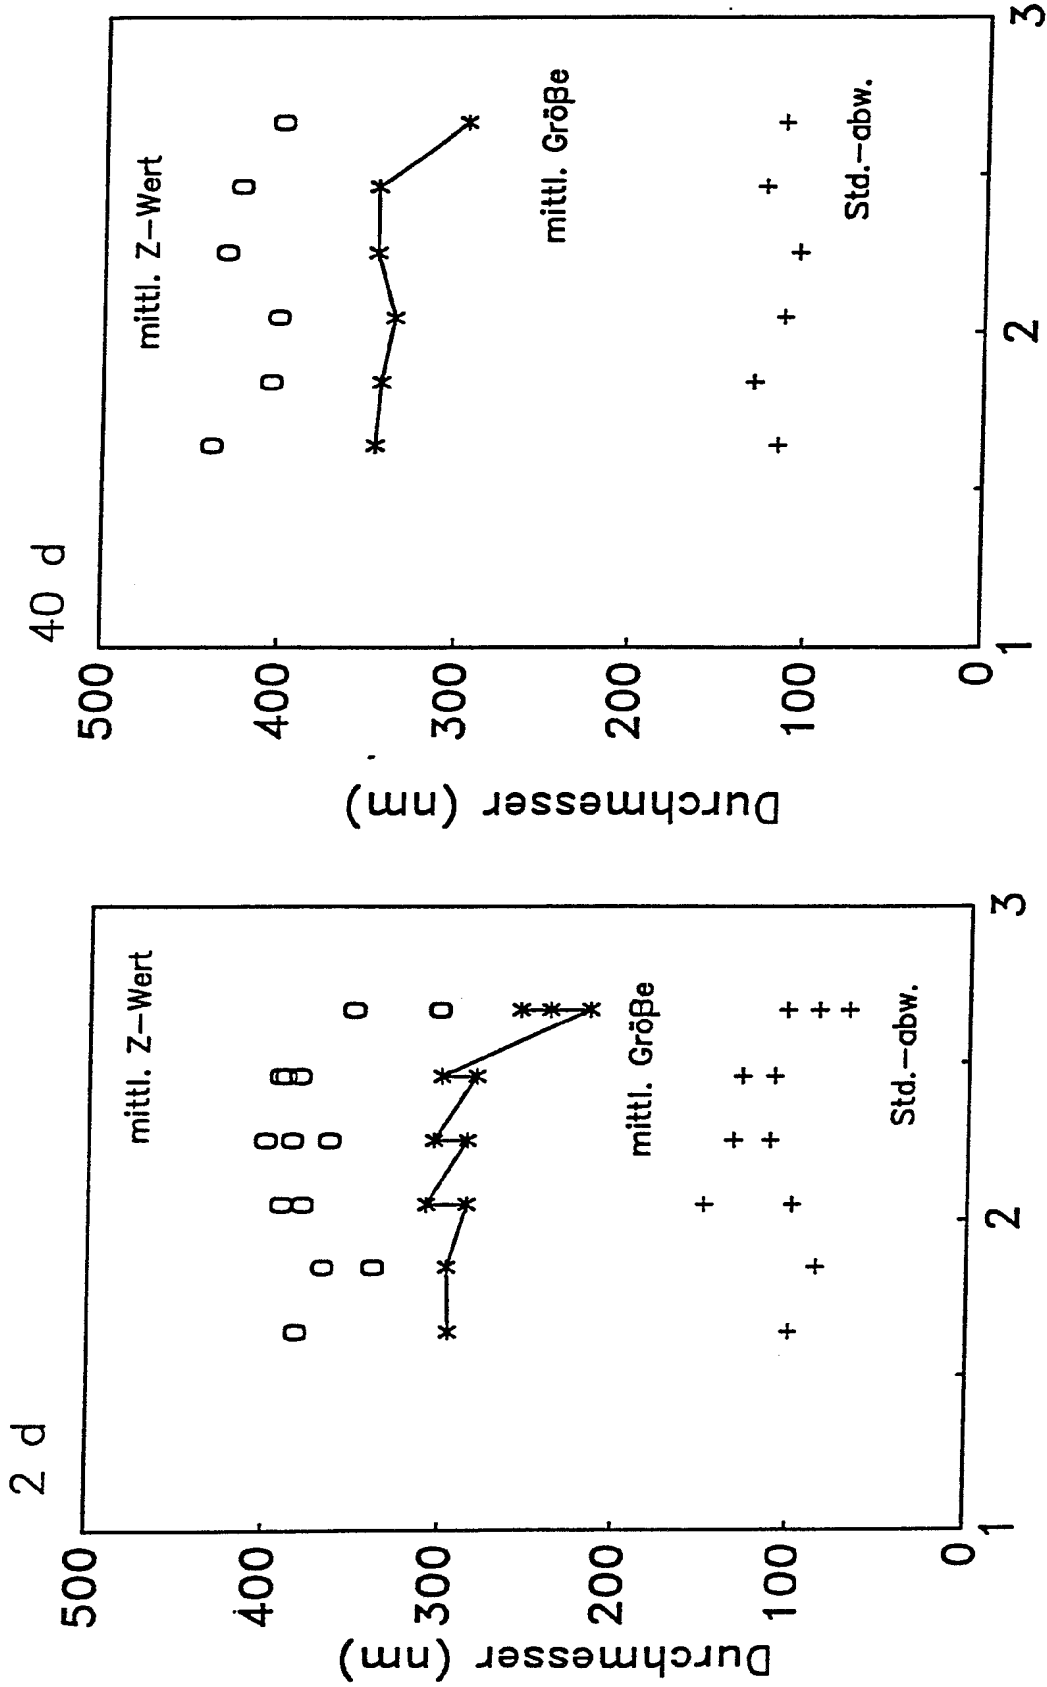 2 d
500
400
300
200
100
0
Durchmesser (nm)
mittl. Z-Wert
mittl. Größe
Std.-abw.
1
2
3
40 d
500
400
300
200
100
0
Durchmesser (nm)
mittl. Z-Wert
mittl. Größe
Std.-abw.
1
2
3